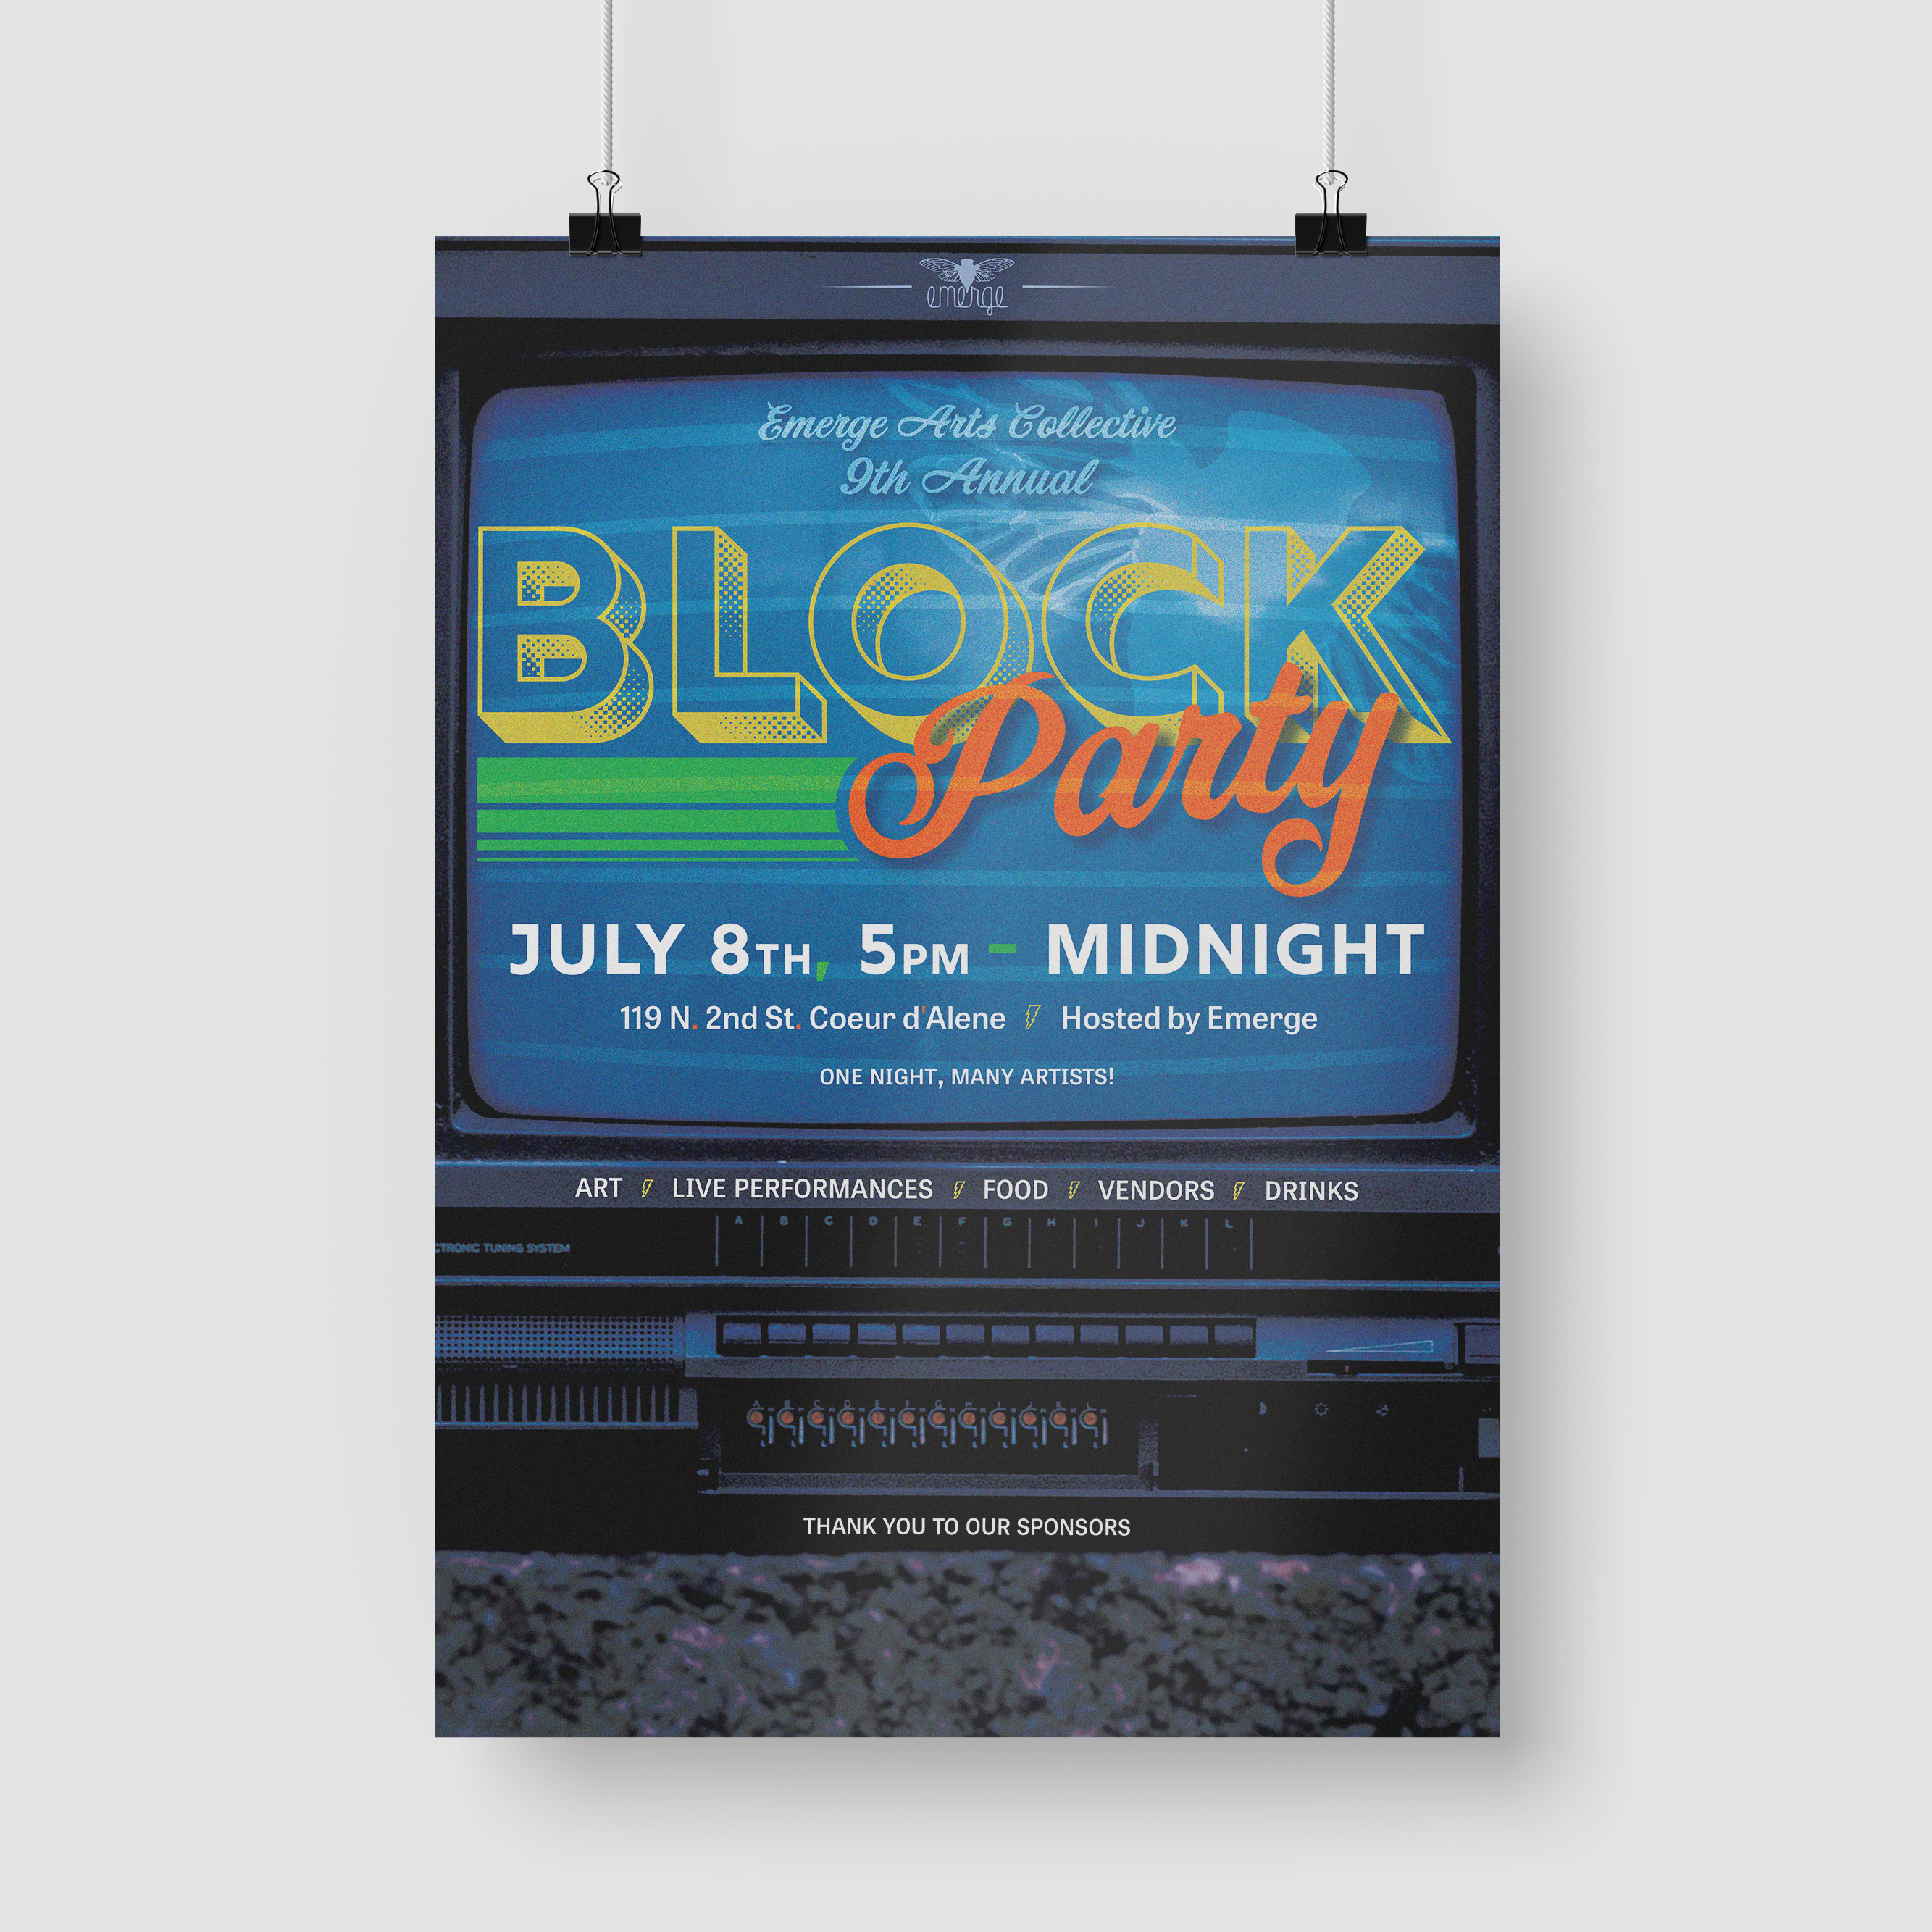 emerge
Emerge Arts Collective
9th Annual
BLOCK
Party
JULY 8TH, 5PM - MIDNIGHT
119 N. 2nd St. Coeur d'Alene Hosted by Emerge
ONE NIGHT, MANY ARTISTS!
ART LIVE PERFORMANCES FOOD VENDORS DRINKS
A B C D E F G H I J K L
CTRONIC TUNING SYSTEM
A B C D E F G H I J K L
THANK YOU TO OUR SPONSORS